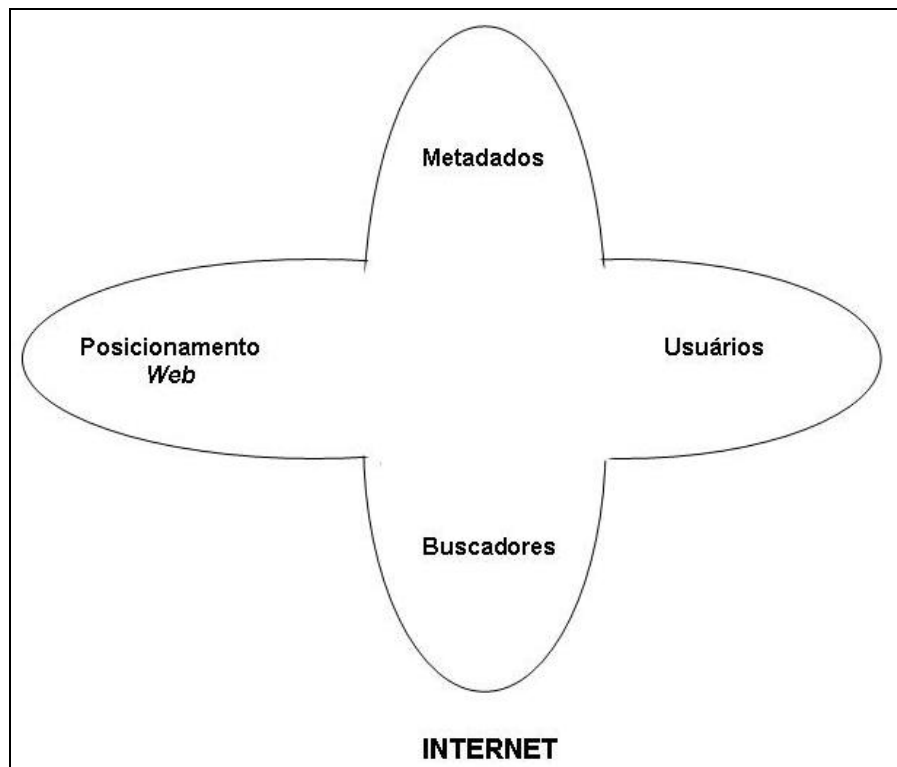 Metadados
Posicionamento
Web
Usuários
Buscadores
INTERNET